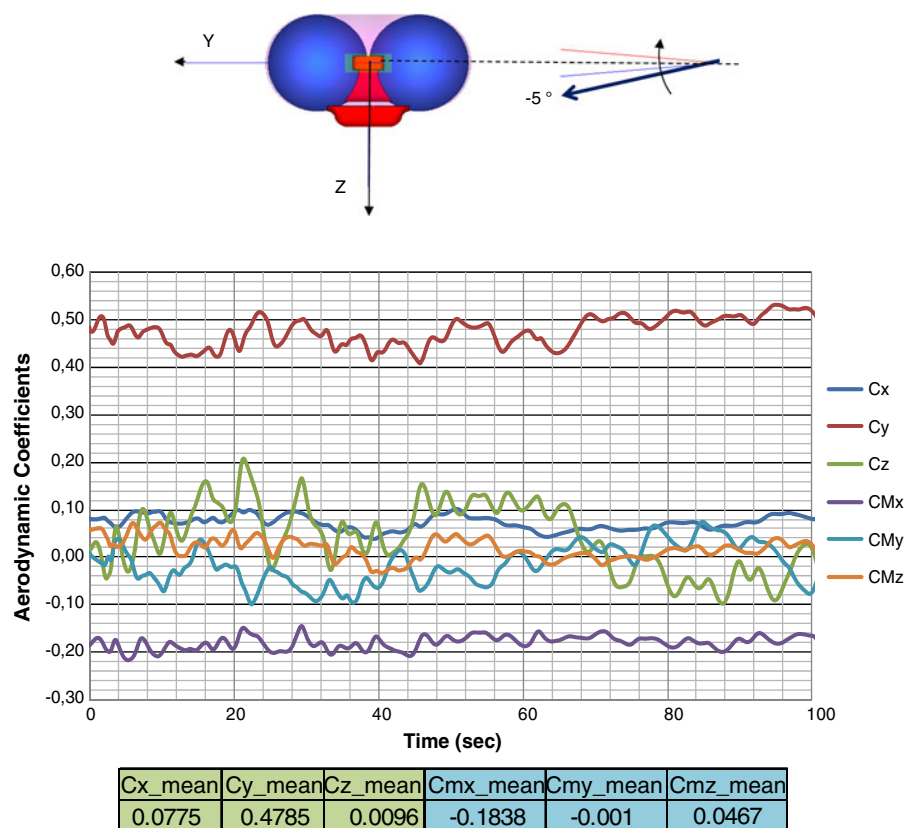 Y
-5 °
Z
0,60
0,50
0,40
0,30
0,20
0,10
0,00
-0,10
-0,20
-0,30
Aerodynamic Coefficients
0 20 40 60 80 100
Time (sec)
Cx
Cy
Cz
CMx
CMy
CMz
Cx_mean Cy_mean Cz_mean Cmx_mean Cmy_mean Cmz_mean
0.0775 0.4785 0.0096 -0.1838 -0.001 0.0467